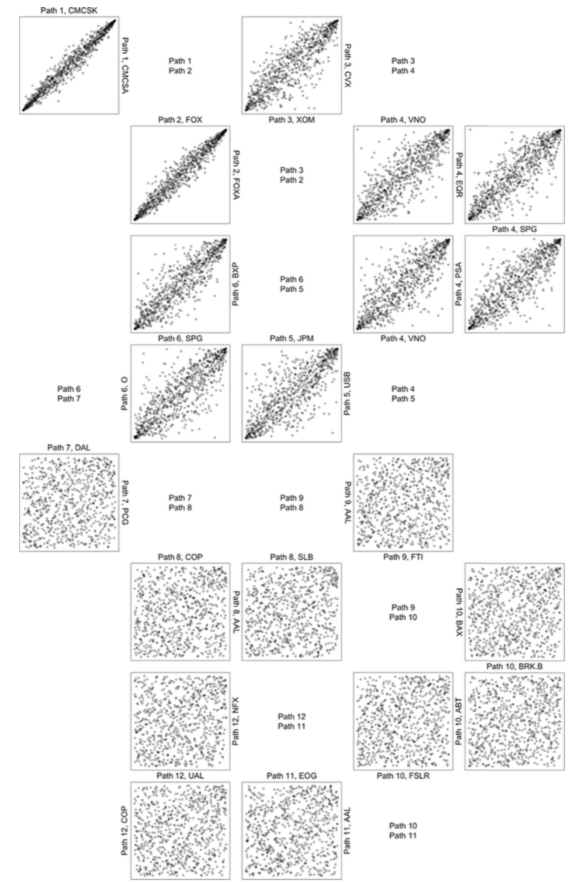 Path 1, CMCSK
Path 1, CMCSA
Path 1
Path 2
Path 3, CVX
Path 3
Path 4
Path 2, FOX
Path 3, XOM
Path 4, VNO
Path 2, FOXA
Path 3
Path 2
Path 4, EQR
Path 4, SPG
Path 6, BXP
Path 6
Path 5
Path 4, PSA
Path 6, SPG
Path 5, JPM
Path 4, VNO
Path 6
Path 7
Path 6, O
Path 5, USB
Path 4
Path 5
Path 7, DAL
Path 7, PCG
Path 7
Path 8
Path 9
Path 8
Path 9, AAL
Path 8, COP
Path 8, SLB
Path 9, FTI
Path 8, AAL
Path 9
Path 10
Path 10, BAX
Path 10, BRK.B
Path 12, NFX
Path 12
Path 11
Path 10, ABT
Path 12, UAL
Path 11, EOG
Path 10, FSLR
Path 12, COP
Path 11, AAL
Path 10
Path 11